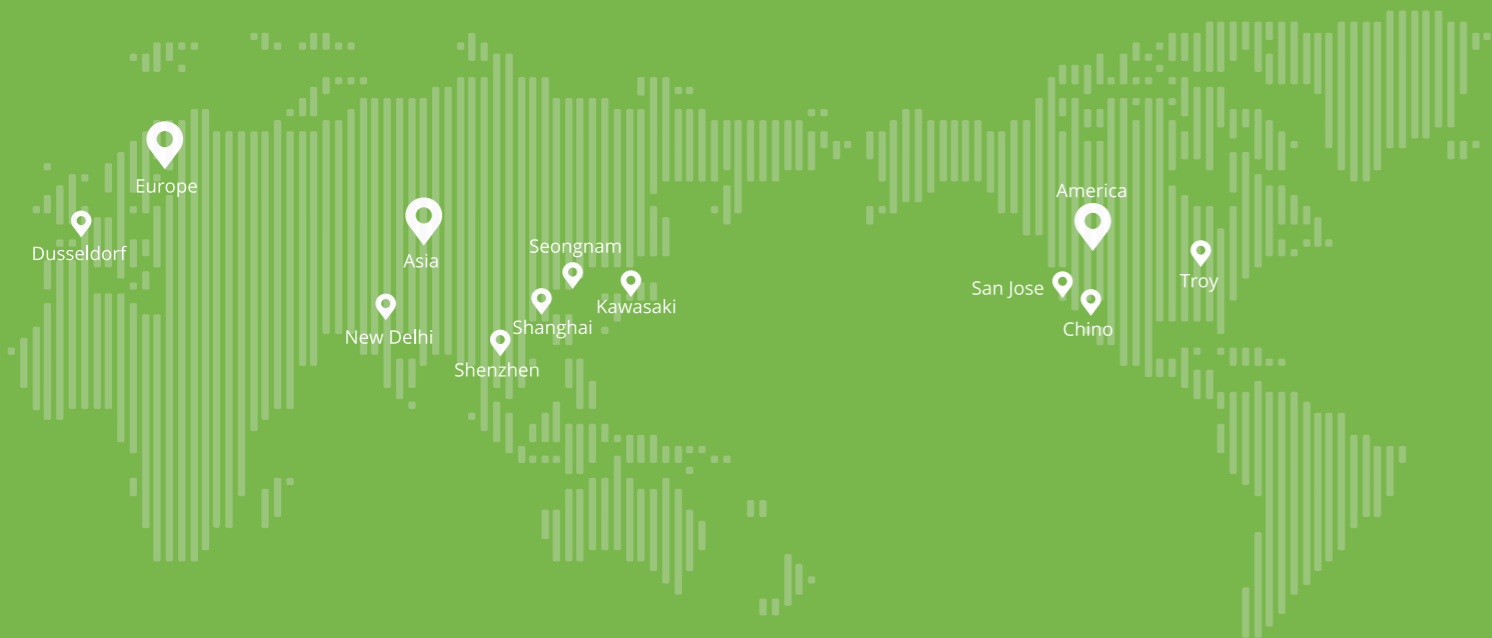 Europe
Dusseldorf
Asia
New Delhi
Seongnam
Kawasaki
Shanghai
Shenzhen
America
San Jose
Chino
Troy